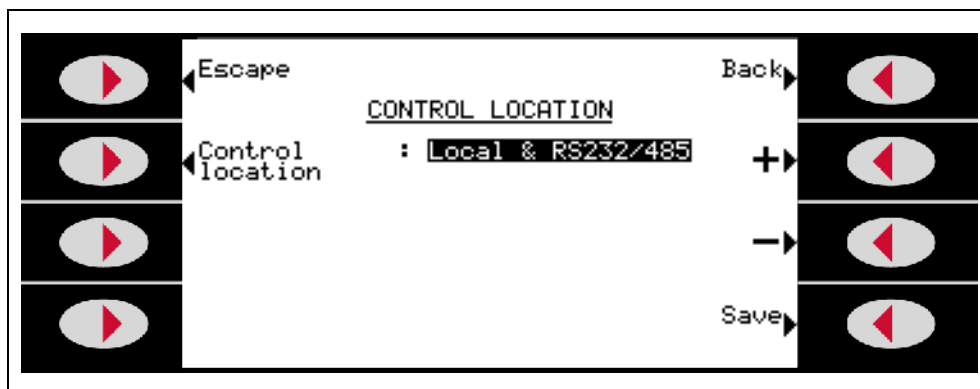 Escape
Back
CONTROL LOCATION
Control
location
: Local & RS232/485
+
−
Save